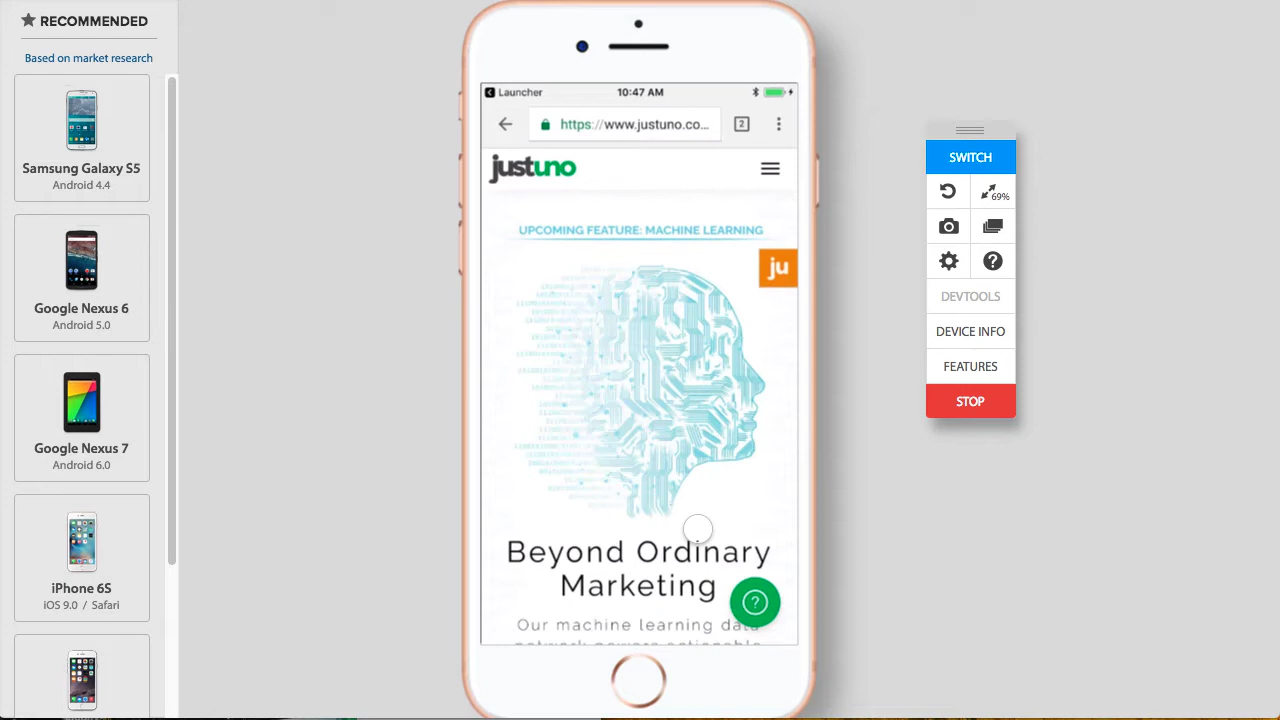 RECOMMENDED
Based on market research
Samsung Galaxy S5
Android 4.4
Google Nexus 6
Android 5.0
Google Nexus 7
Android 6.0
iPhone 6S
iOS 9.0 / Safari
Launcher
10:47 AM
https://www.justuno.co...
2
justuno
UPCOMING FEATURE: MACHINE LEARNING
ju
Beyond Ordinary
Marketing
?
Our machine learning data
network powers actionable
SWITCH
69%
?
DEVTOOLS
DEVICE INFO
FEATURES
STOP